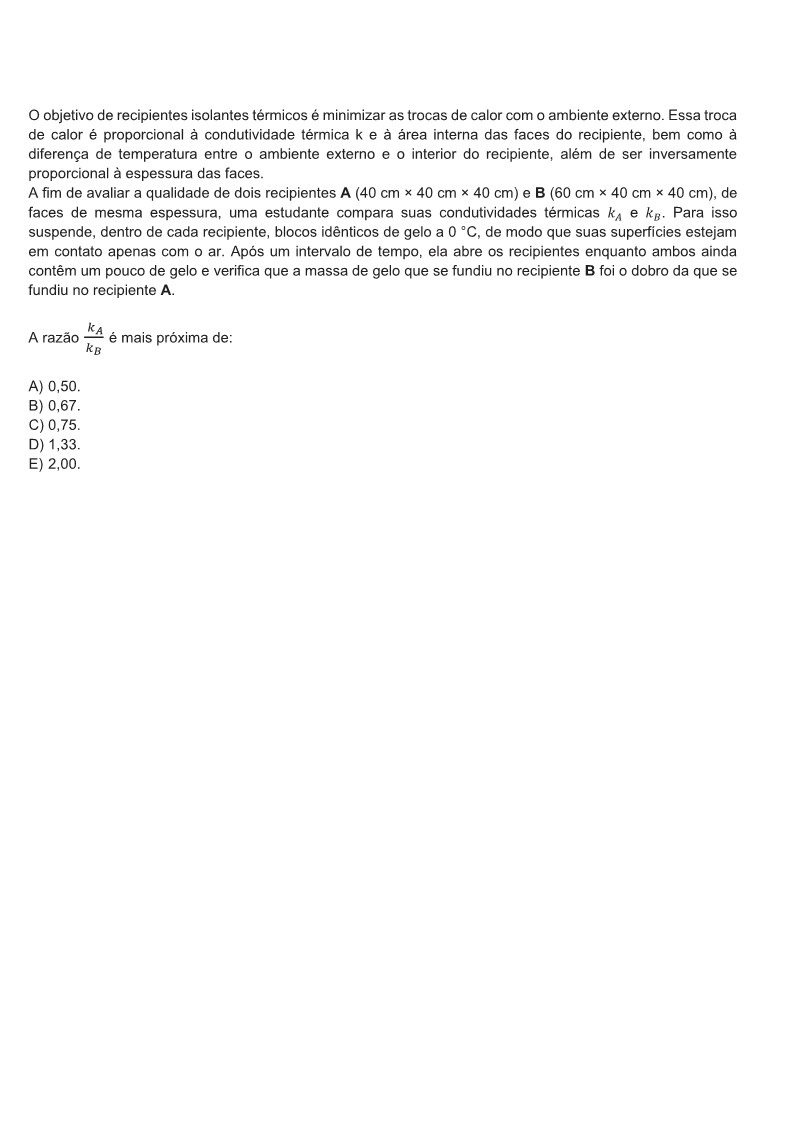 O objetivo de recipientes isolantes térmicos é minimizar as trocas de calor com o ambiente externo. Essa troca
de calor é proporcional à condutividade térmica k e à área interna das faces do recipiente, bem como à
diferença de temperatura entre o ambiente externo e o interior do recipiente, além de ser inversamente
proporcional à espessura das faces.
A fim de avaliar a qualidade de dois recipientes A (40 cm × 40 cm × 40 cm) e B (60 cm × 40 cm × 40 cm), de
faces de mesma espessura, uma estudante compara suas condutividades térmicas k_A e k_B. Para isso
suspende, dentro de cada recipiente, blocos idênticos de gelo a 0 °C, de modo que suas superfícies estejam
em contato apenas com o ar. Após um intervalo de tempo, ela abre os recipientes enquanto ambos ainda
contêm um pouco de gelo e verifica que a massa de gelo que se fundiu no recipiente B foi o dobro da que se
fundiu no recipiente A.
A razão k_A/k_B é mais próxima de:
A) 0,50.
B) 0,67.
C) 0,75.
D) 1,33.
E) 2,00.